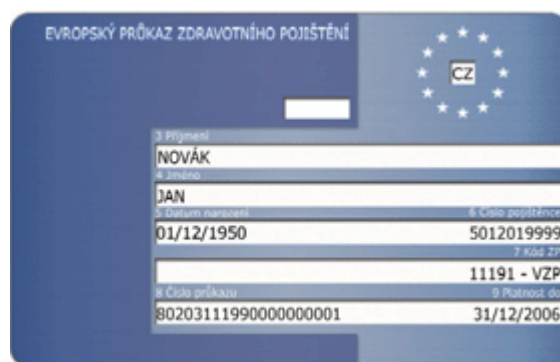 EVROPSKÝ PRŮKAZ ZDRAVOTNÍHO POJIŠTĚNÍ
CZ
3 Příjmení
NOVÁK
4 Jméno
JAN
5 Datum narození 6 Číslo pojištěnce
01/12/1950 5012019999
7 Kód ZP
11191 - VZP
8 Číslo průkazu 9 Platnost do
80203111990000000001 31/12/2006